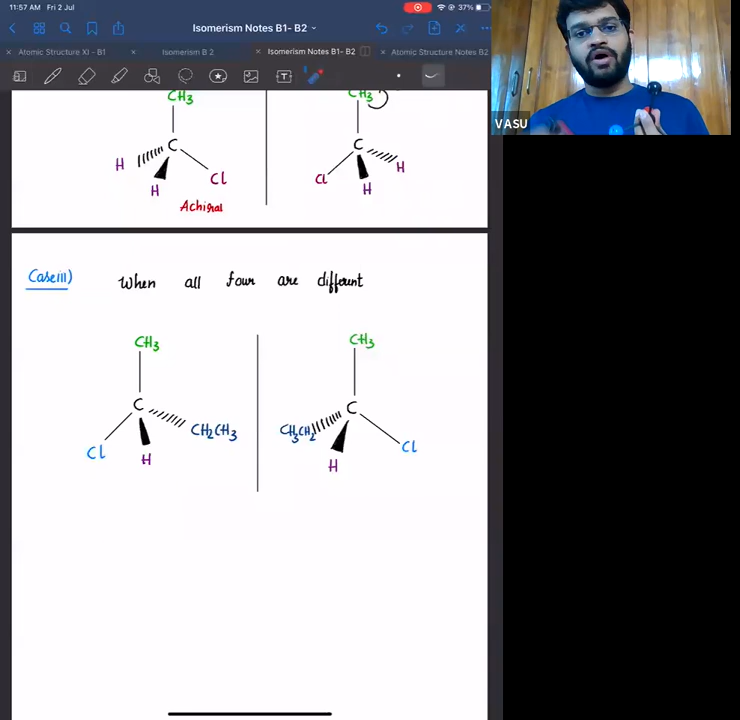 11:57 AM Fri 2 Jul
37%
Isomerism Notes B1- B2
Atomic Structure XI - B1
Isomerism B 2
Isomerism Notes B1- B2
Atomic Structure Notes B2
VASU
CH3 CH3
C C
H H Cl Cl H H
Achiral
Case iii) When all four are different
CH3 CH3
C C
Cl H CH2CH3 CH3CH2 H Cl